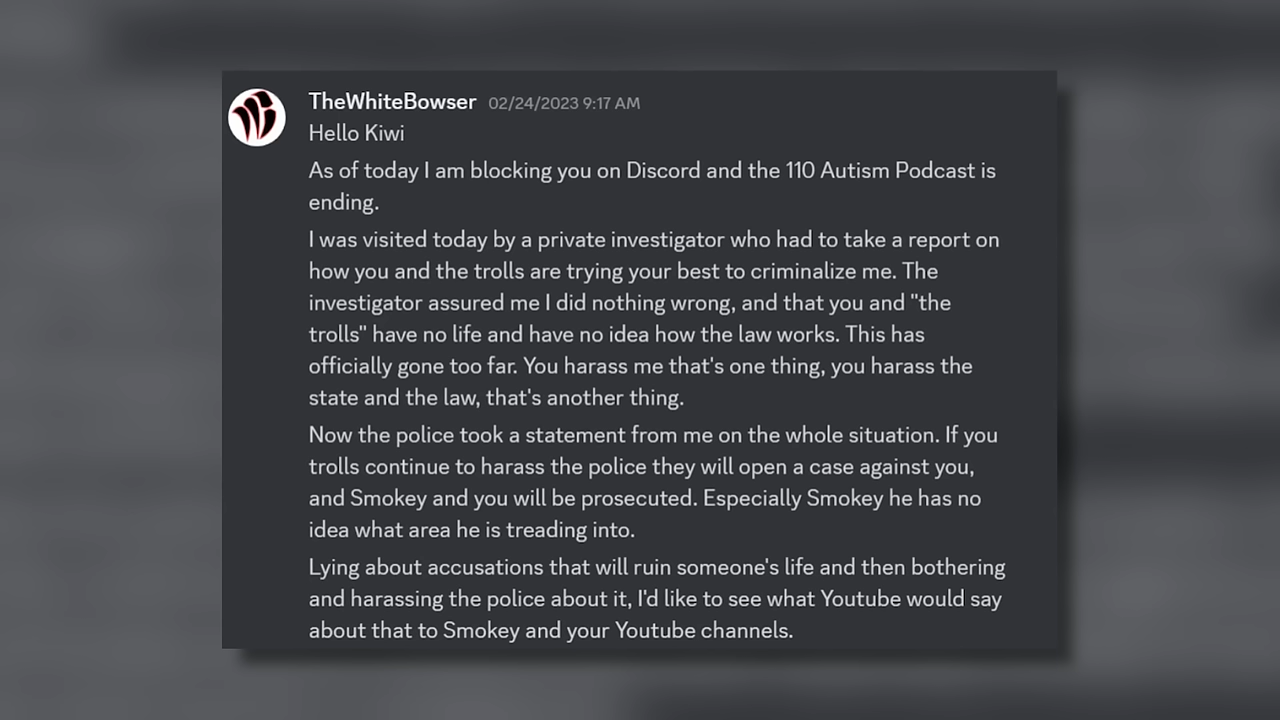 TheWhiteBowser 02/24/2023 9:17 AM
Hello Kiwi
As of today I am blocking you on Discord and the 110 Autism Podcast is
ending.
I was visited today by a private investigator who had to take a report on
how you and the trolls are trying your best to criminalize me. The
investigator assured me I did nothing wrong, and that you and "the
trolls" have no life and have no idea how the law works. This has
officially gone too far. You harass me that's one thing, you harass the
state and the law, that's another thing.
Now the police took a statement from me on the whole situation. If you
trolls continue to harass the police they will open a case against you,
and Smokey and you will be prosecuted. Especially Smokey he has no
idea what area he is treading into.
Lying about accusations that will ruin someone's life and then bothering
and harassing the police about it, I'd like to see what Youtube would say
about that to Smokey and your Youtube channels.